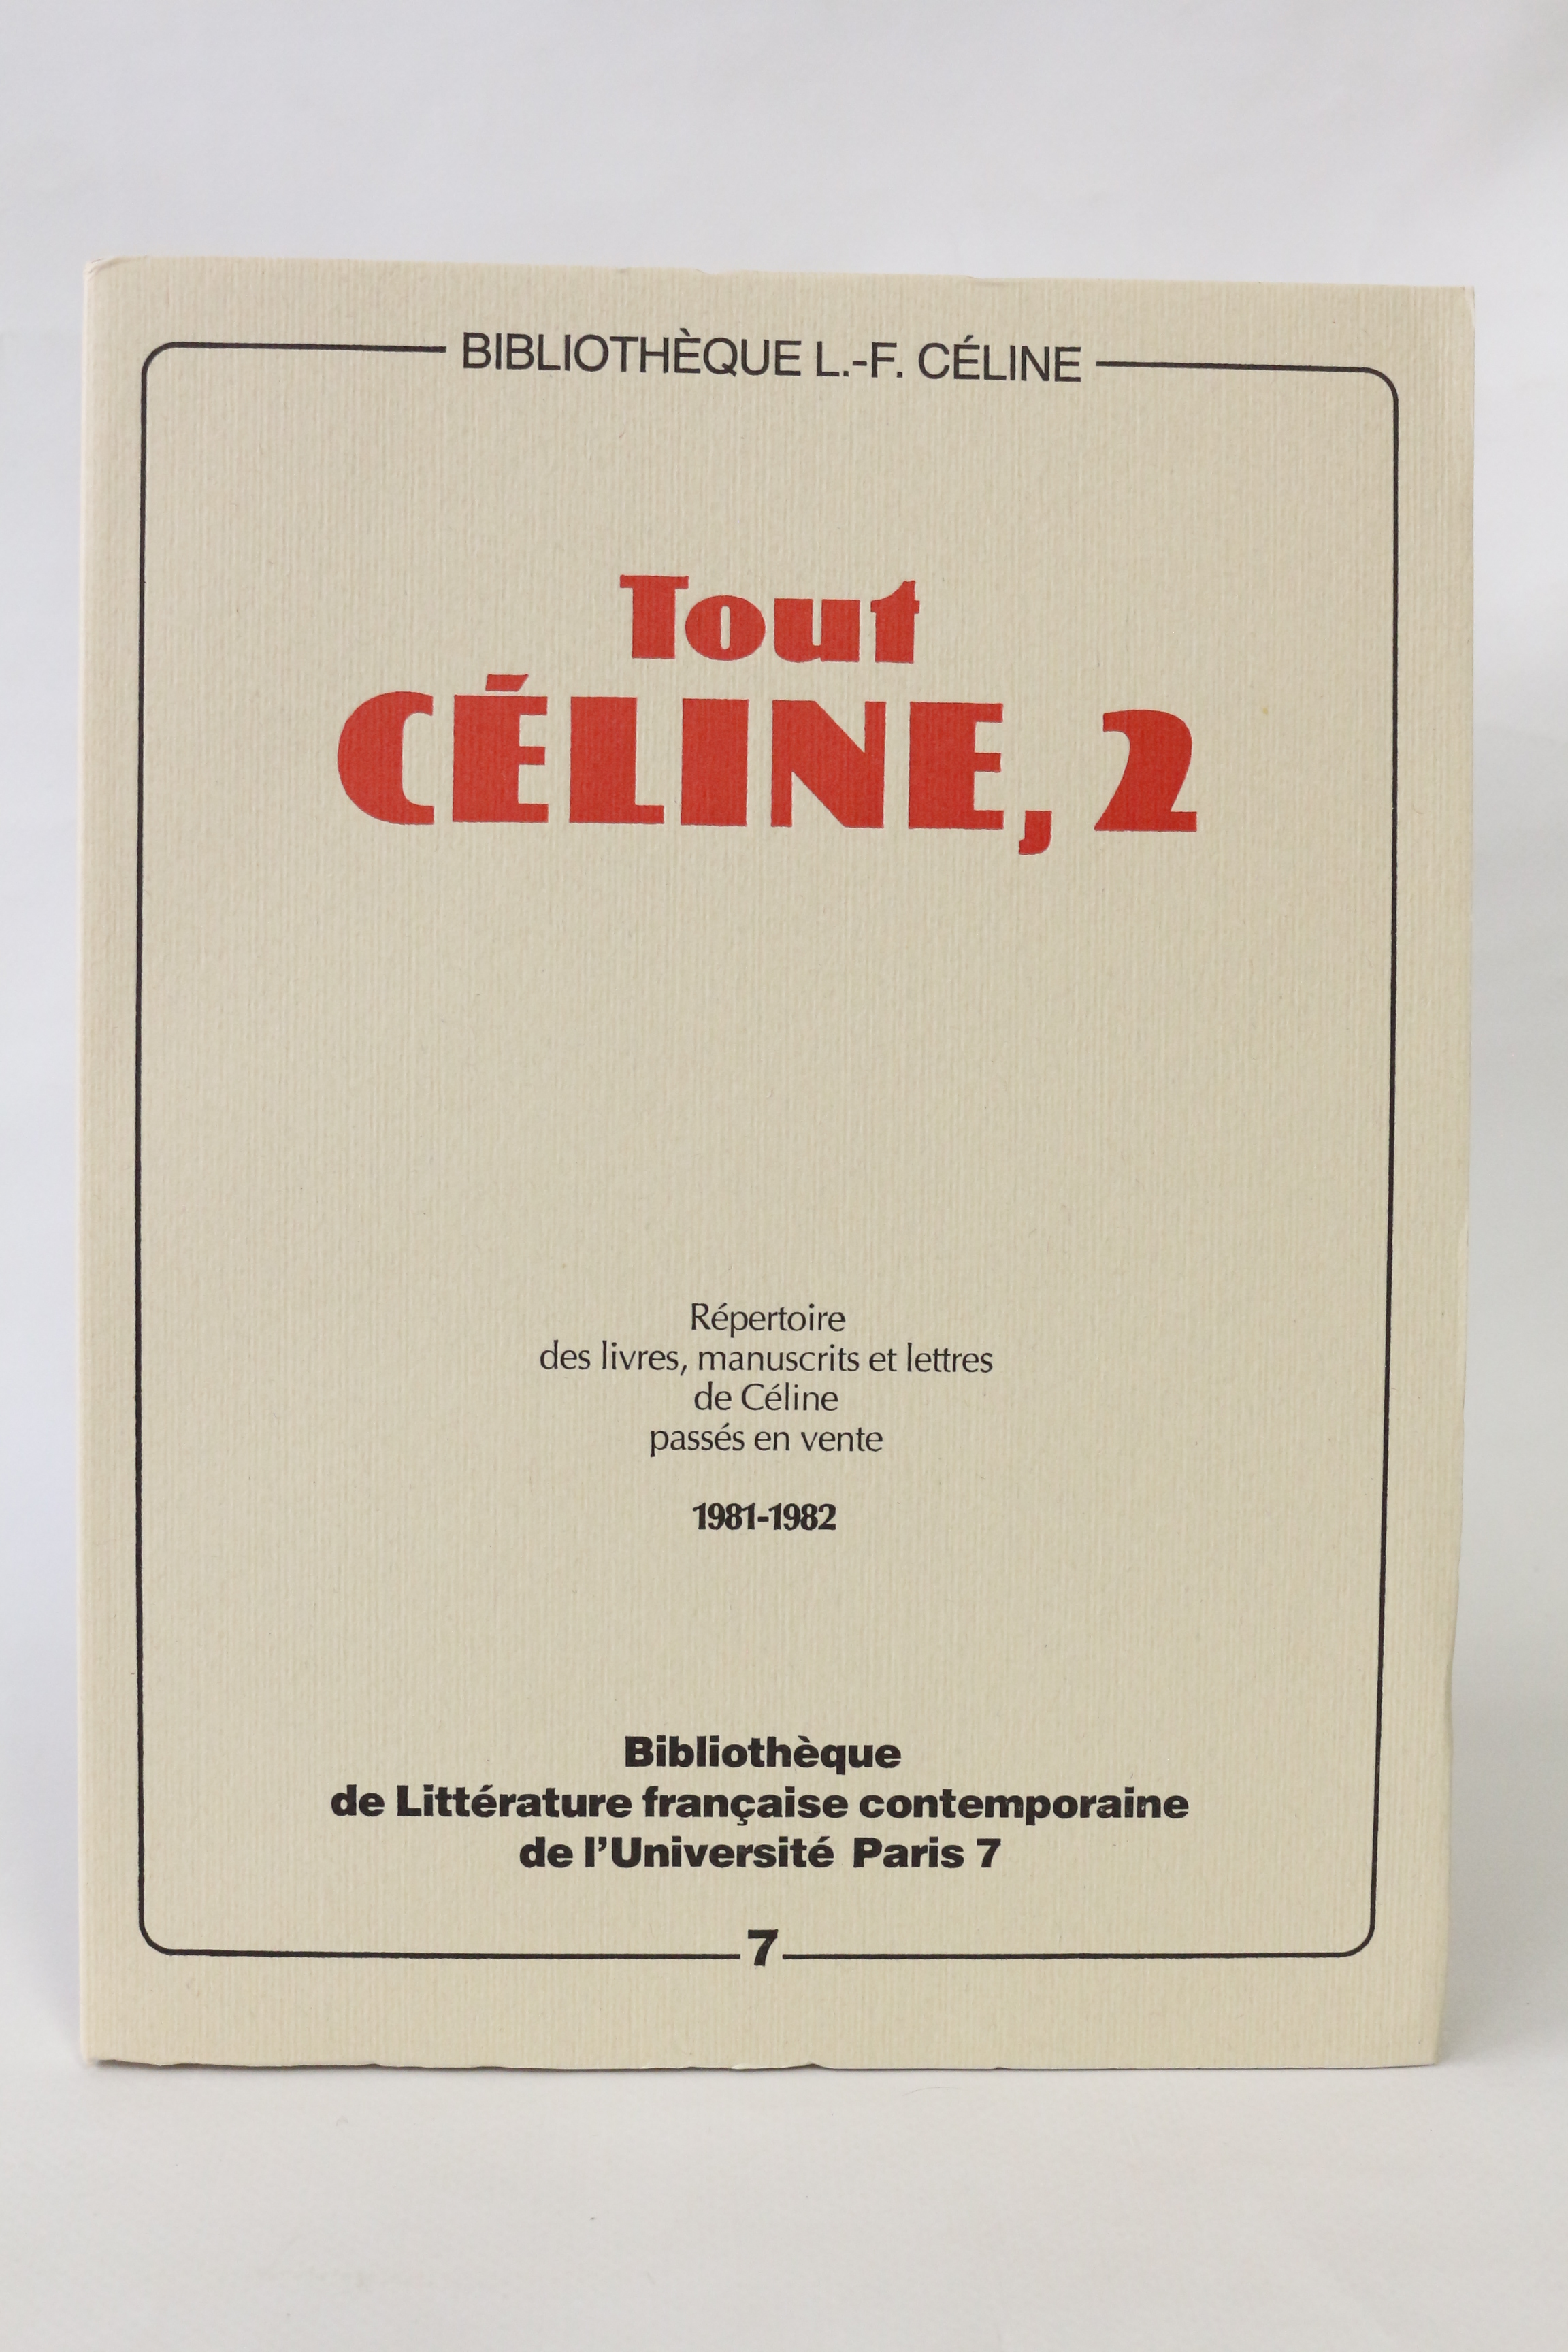 BIBLIOTHÈQUE L.-F. CÉLINE
Tout
CÉLINE, 2
Répertoire
des livres, manuscrits et lettres
de Céline
passés en vente
1981-1982
Bibliothèque
de Littérature française contemporaine
de l'Université Paris 7
7